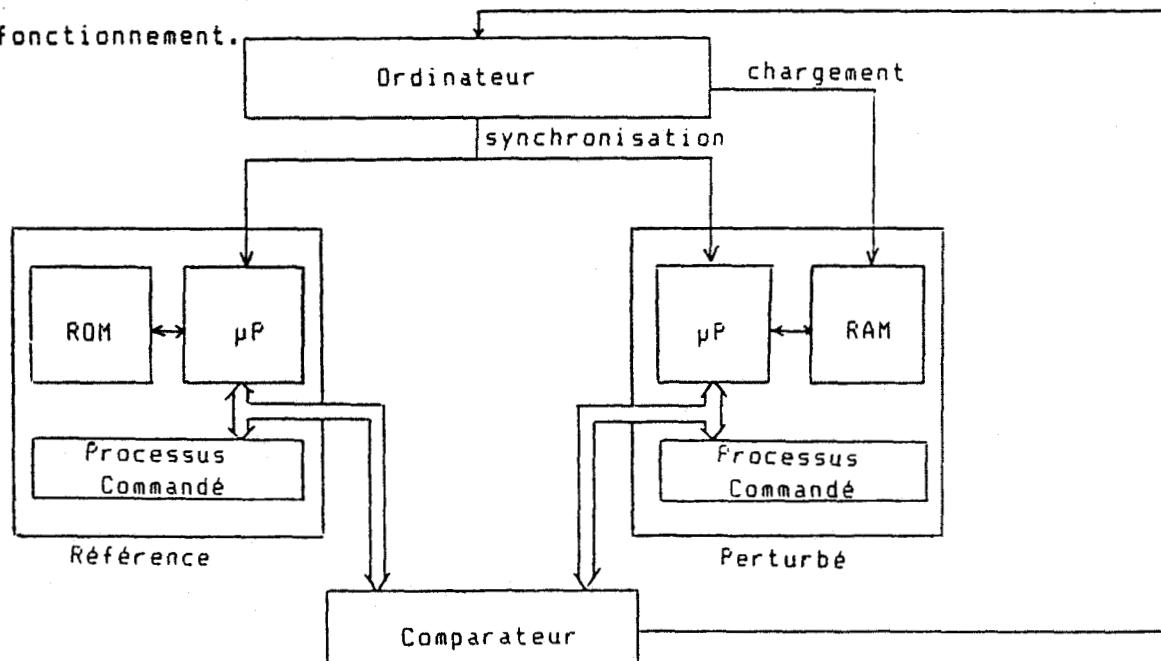 fonctionnement.
Ordinateur
chargement
synchronisation
ROM
µP
µP
RAM
Processus
Commandé
Processus
Commandé
Référence
Perturbé
Comparateur